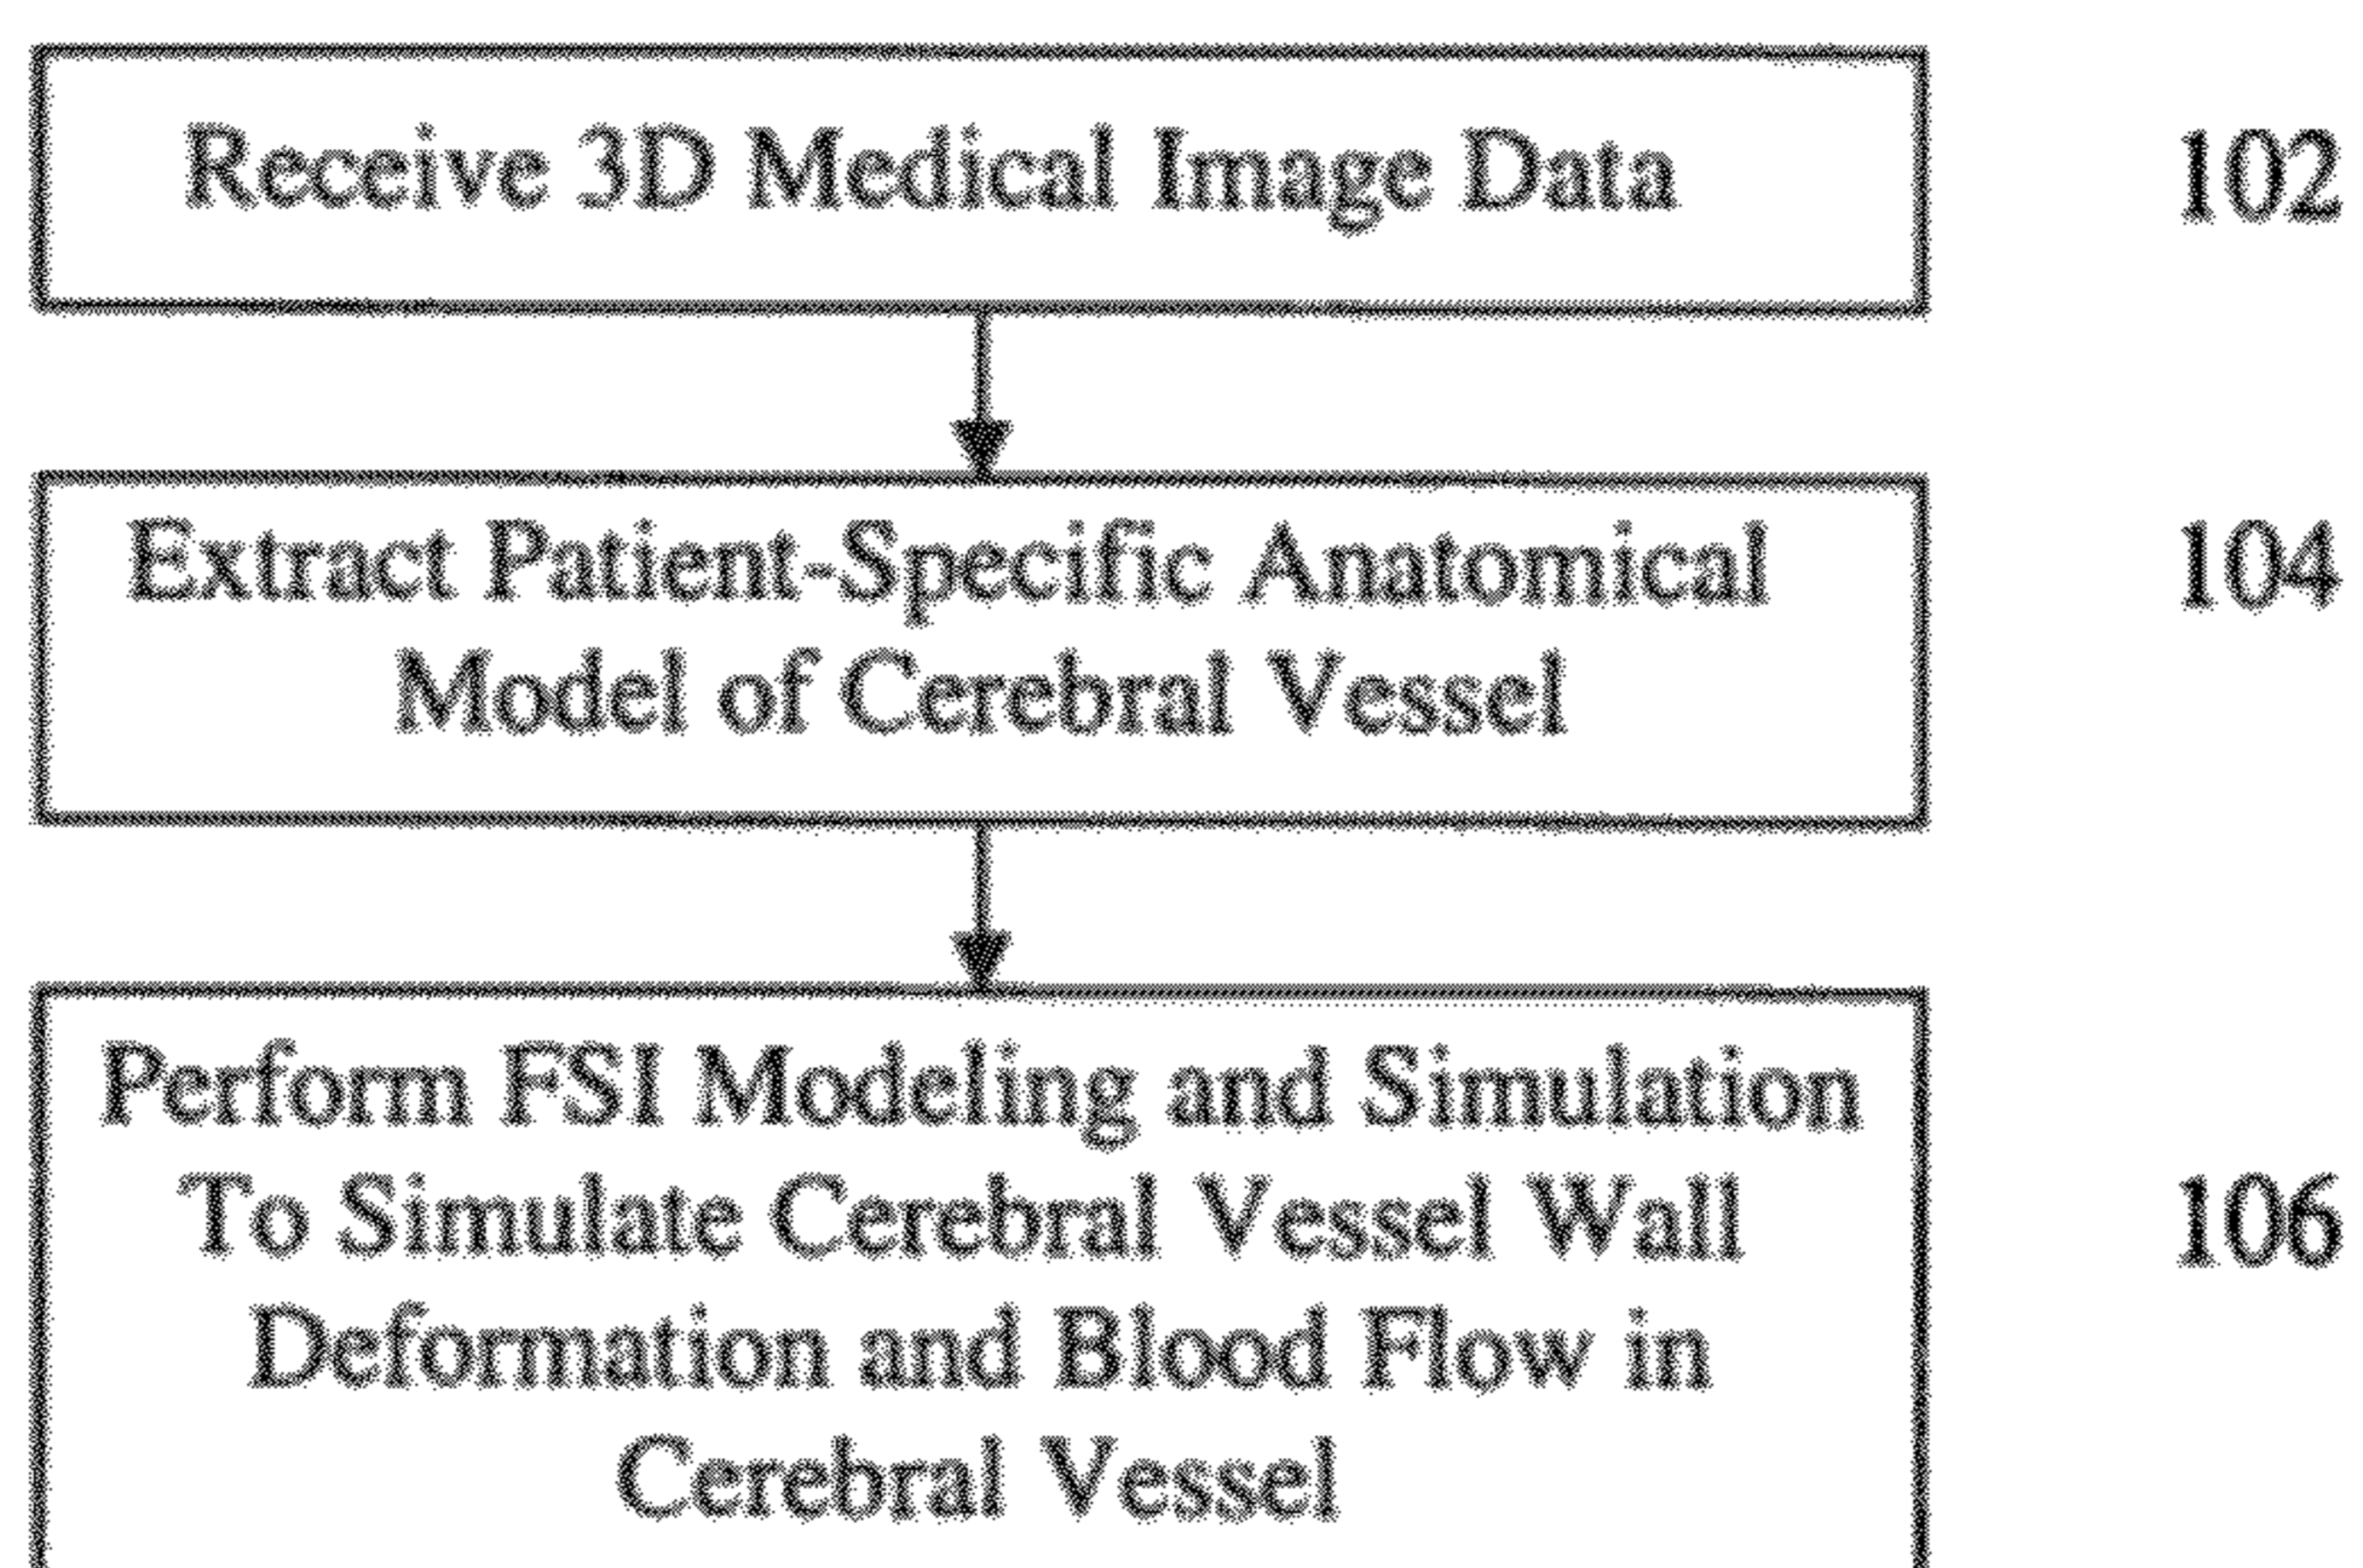 Receive 3D Medical Image Data
102
Extract Patient-Specific Anatomical
104
Model of Cerebral Vessel
Perform FSI Modeling and Simulation
To Simulate Cerebral Vessel Wall
106
Deformation and Blood Flow in
Cerebral Vessel